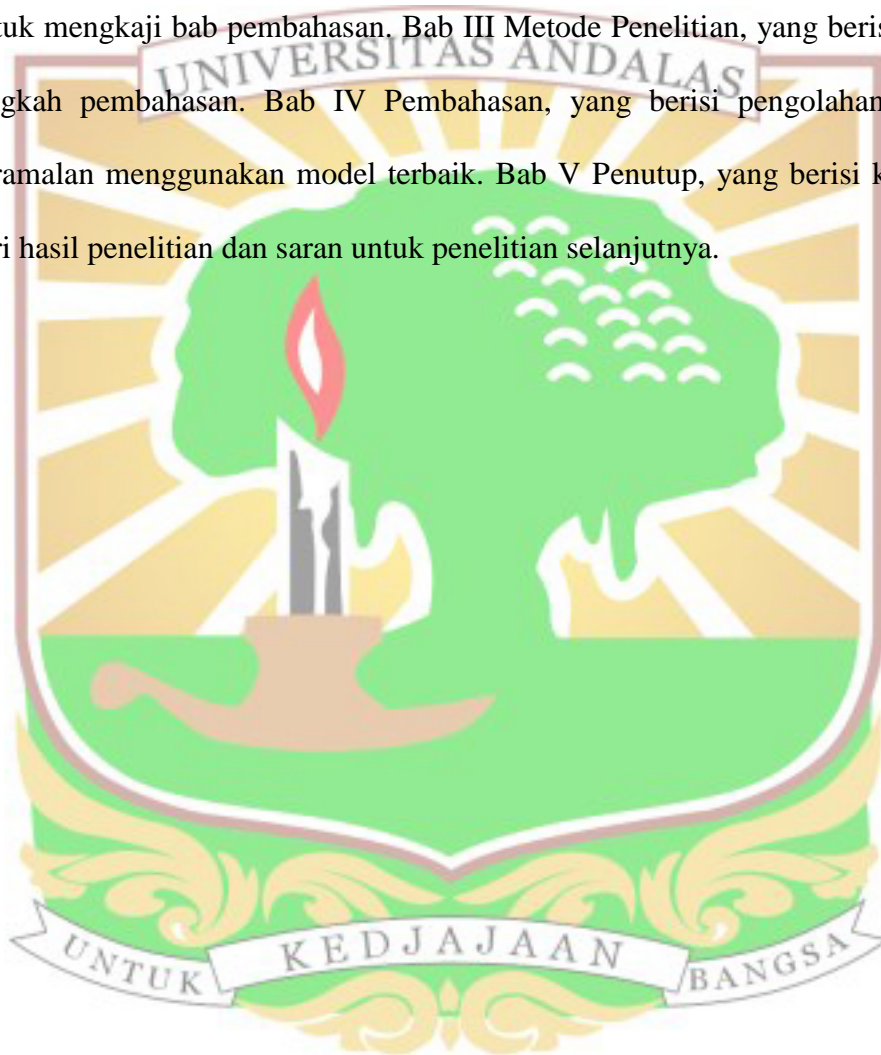 tuk mengkaji bab pembahasan. Bab III Metode Penelitian, yang beris
UNIVERSITAS ANDALAS
gkah pembahasan. Bab IV Pembahasan, yang berisi pengolahan
ramalan menggunakan model terbaik. Bab V Penutup, yang berisi k
ri hasil penelitian dan saran untuk penelitian selanjutnya.
UNTUK KEDJAJAAN BANGSA